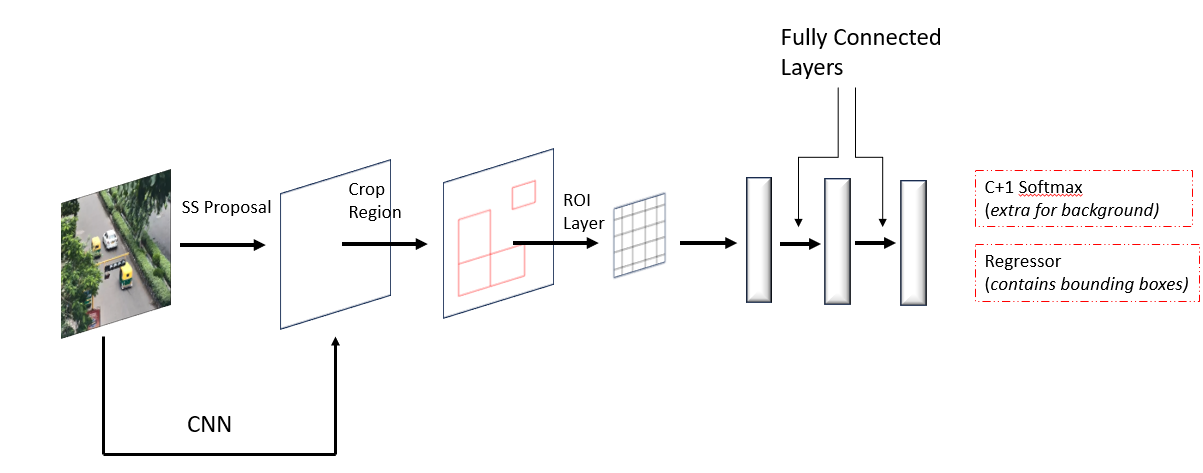 Fully Connected
Layers
SS Proposal
Crop
Region
ROI
Layer
C+1 Softmax
(extra for background)
Regressor
(contains bounding boxes)
CNN